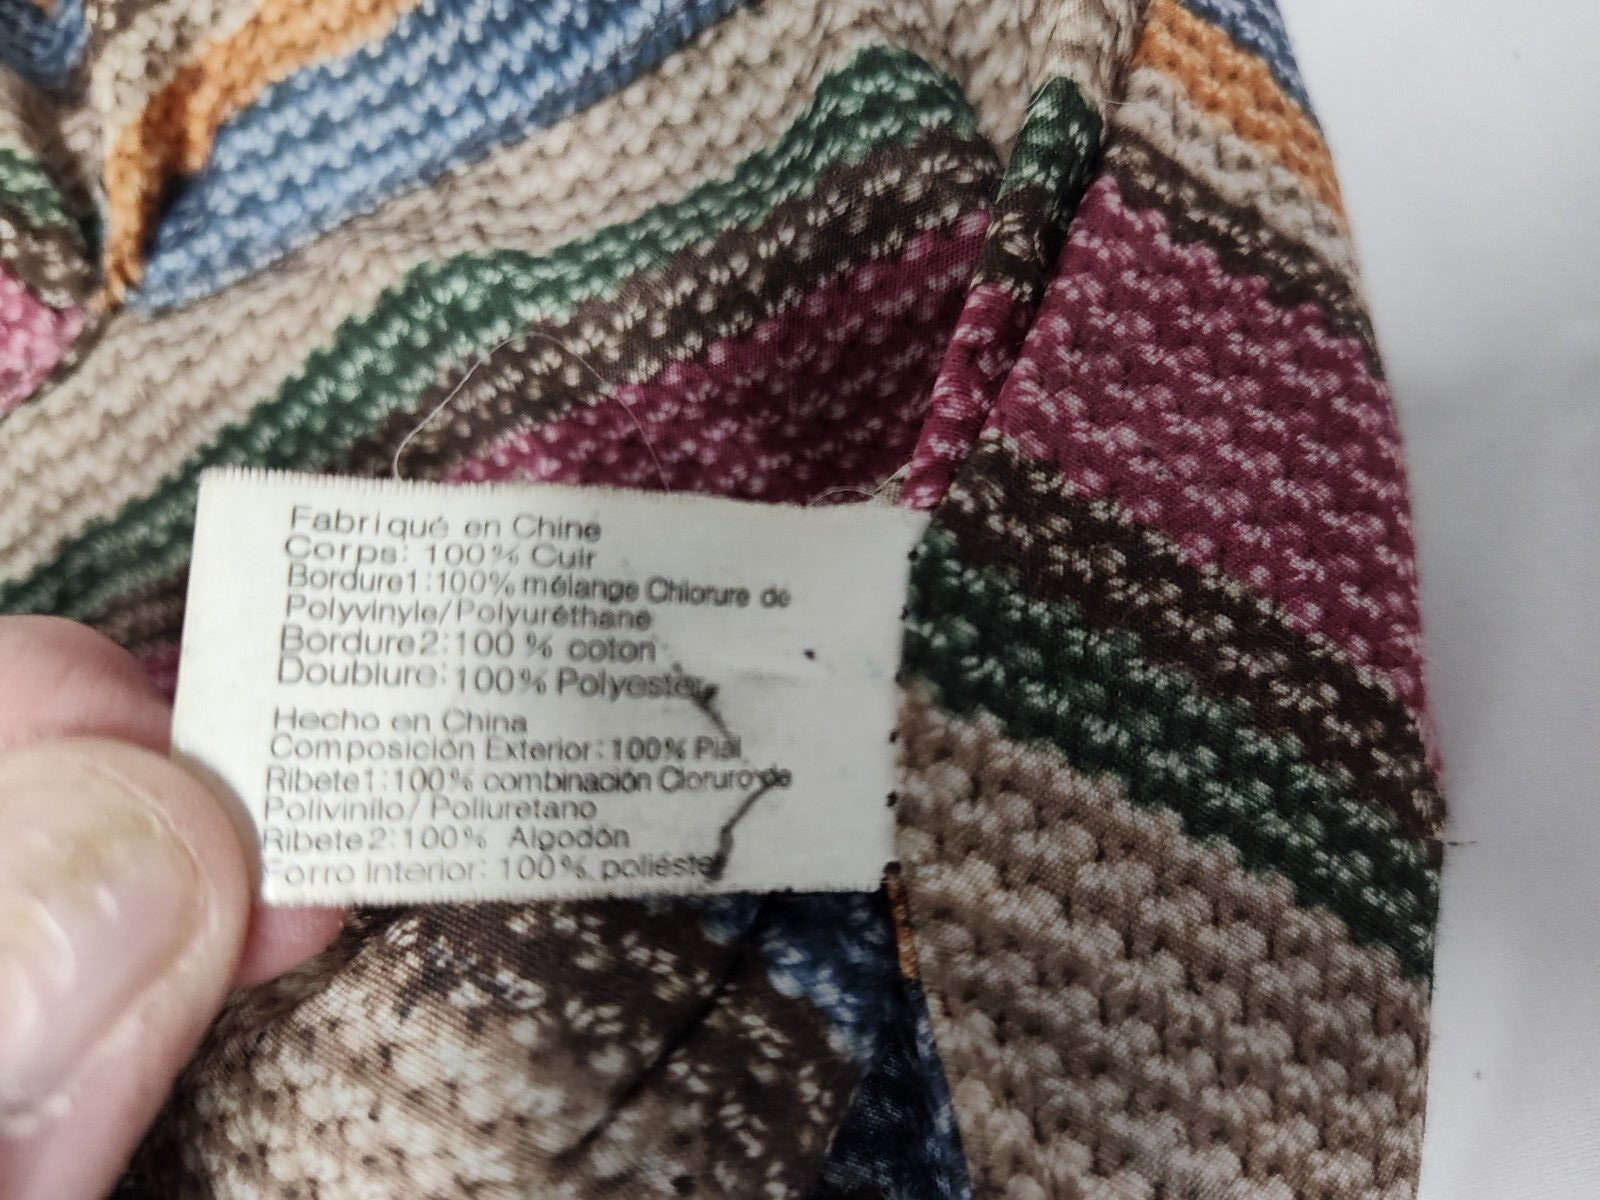 Fabriqué en Chine
Corps: 100% Cuir
Bordure1:100% mélange Chlorure de
Polyvinyle/Polyuréthane
Bordure2:100 % coton
Doublure: 100% Polyester
Hecho en China
Composición Exterior: 100% Pial
Ribete1:100% combinación Cloruro de
Polivinilo/ Poliuretano
Ribete2:100% Algodón
Forro Interior: 100% poliéster